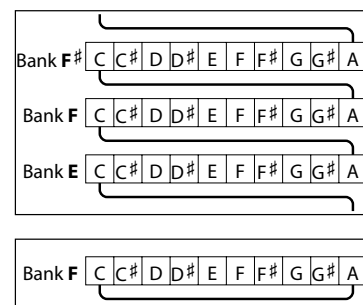 Bank F♯ C C♯ D D♯ E F F♯ G G♯ A
Bank F C C♯ D D♯ E F F♯ G G♯ A
Bank E C C♯ D D♯ E F F♯ G G♯ A
Bank F C C♯ D D♯ E F F♯ G G♯ A